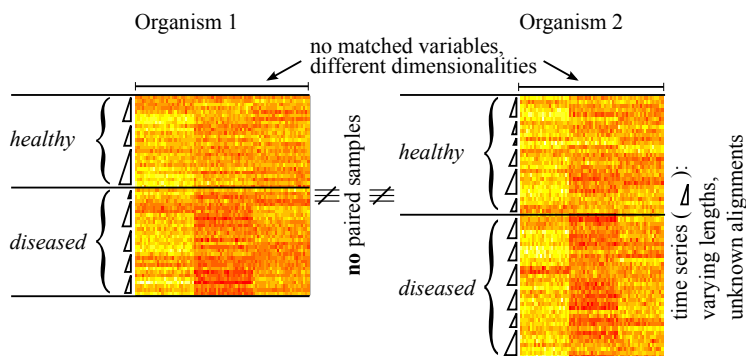 Organism 1
Organism 2
no matched variables,
different dimensionalities
healthy
diseased
≠ no paired samples ≠
healthy
diseased
time series ( ):
varying lengths,
unknown alignments